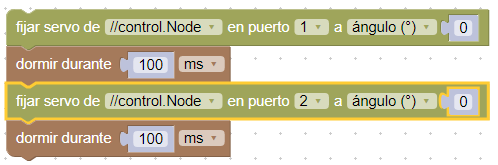 fijar servo de //control.Node en puerto 1 a ángulo (°) 0
dormir durante 100 ms
fijar servo de //control.Node en puerto 2 a ángulo (°) 0
dormir durante 100 ms